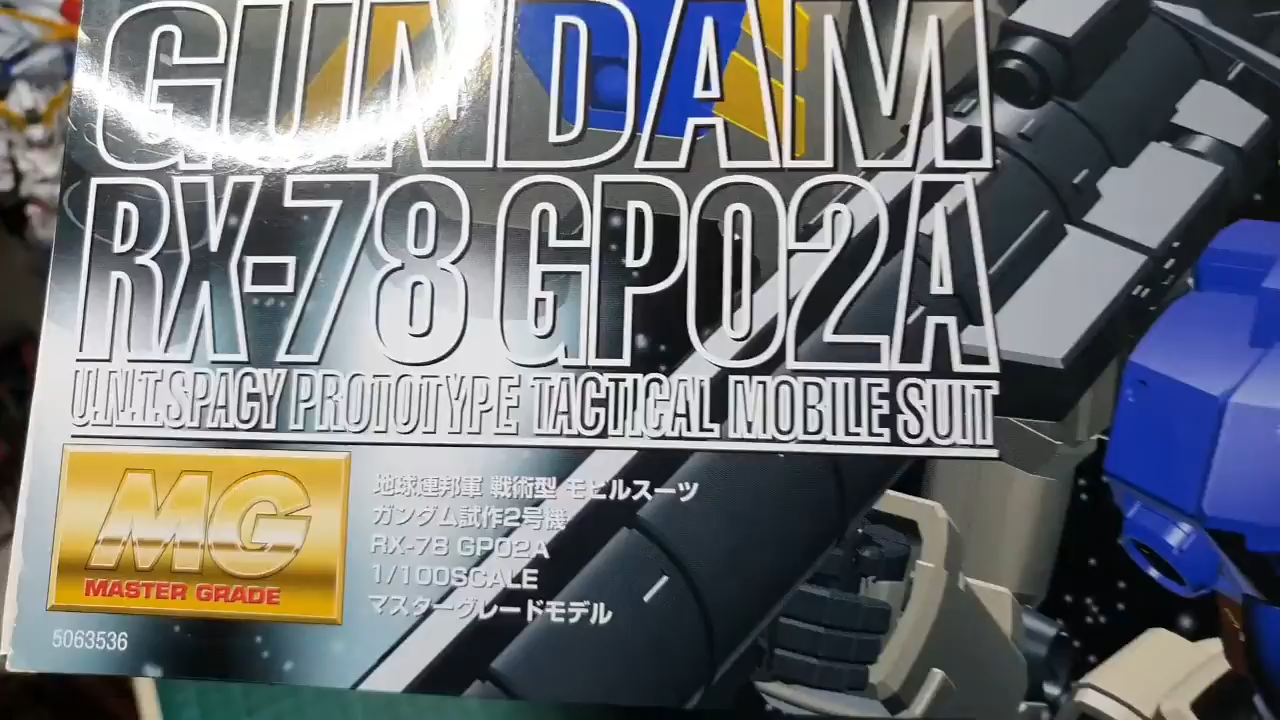 GUNDAM
RX-78 GP02A
U.N.T.SPACY PROTOTYPE TACTICAL MOBILE SUIT
MG
MASTER GRADE
地球連邦軍 戦術型 モビルスーツ
ガンダム試作2号機
RX-78 GP02A
1/100SCALE
マスターグレードモデル
5063536